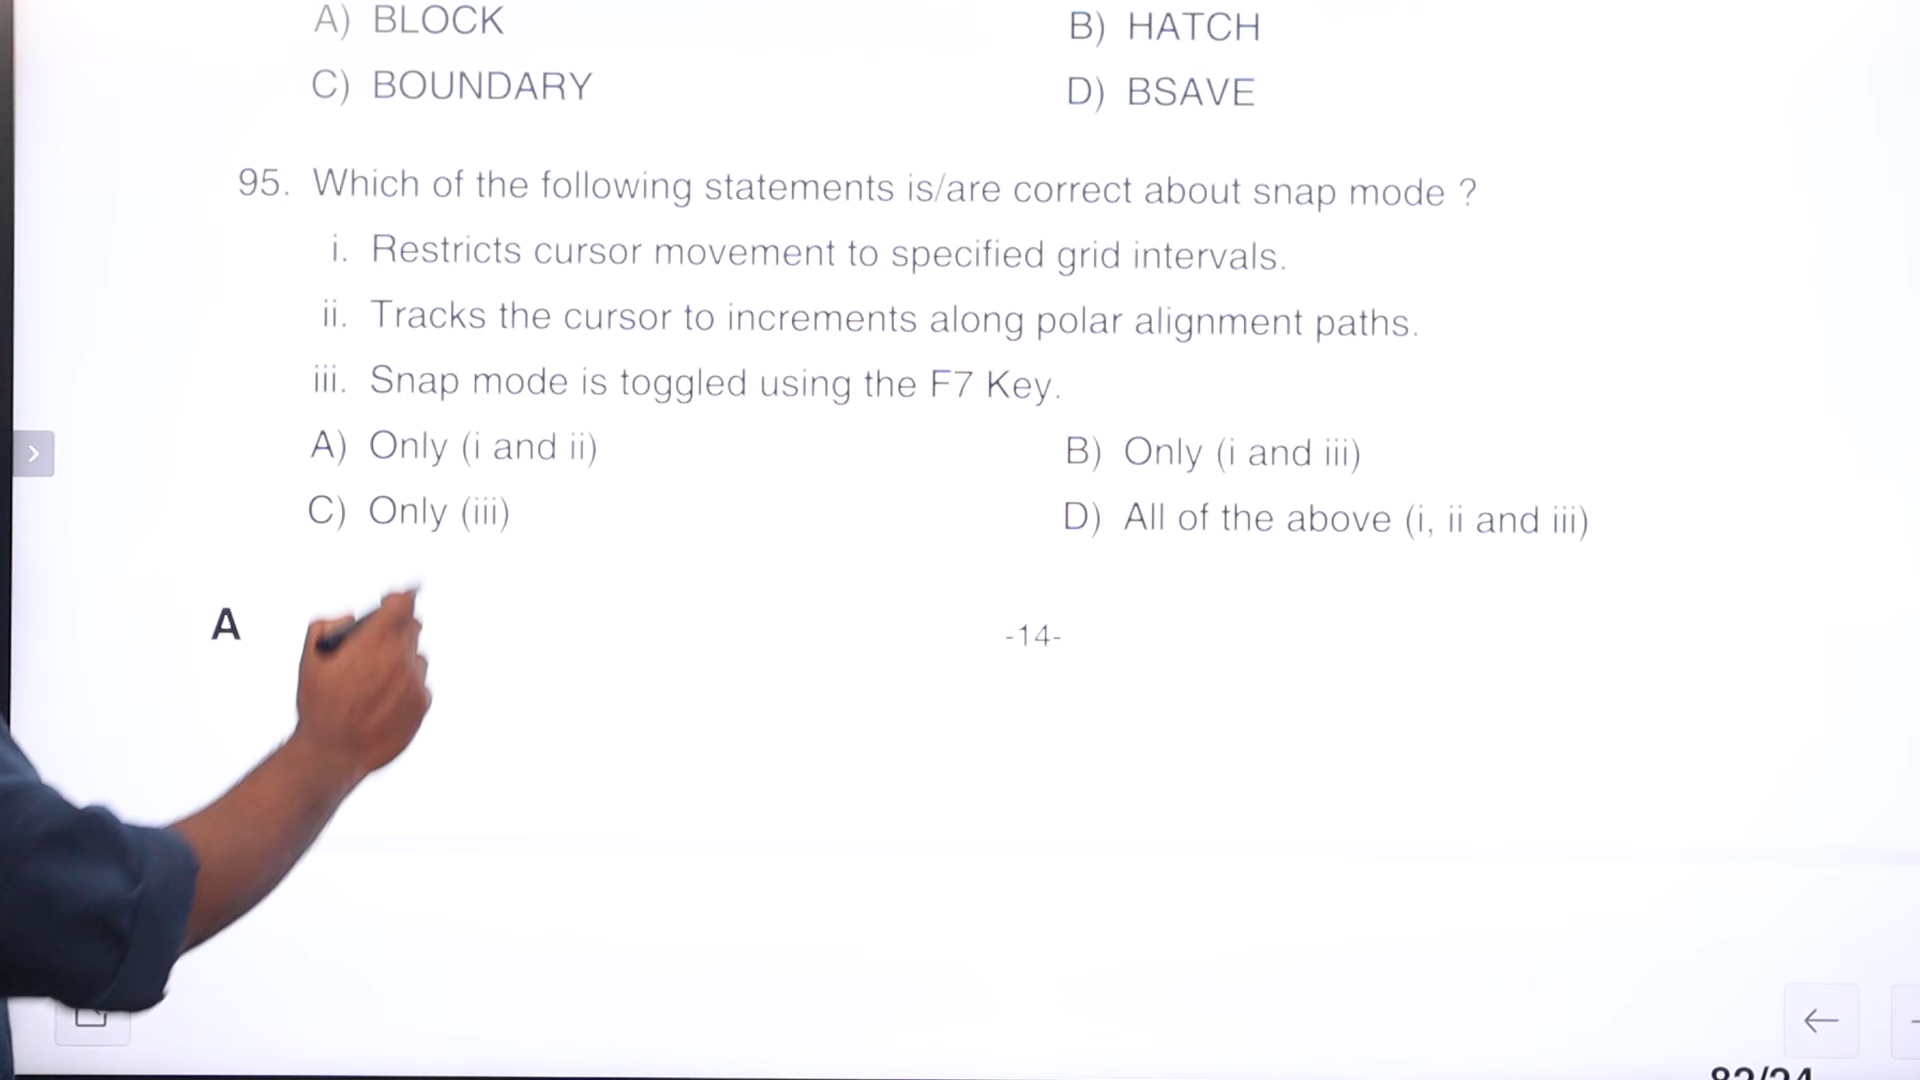 A) BLOCK
B) HATCH
C) BOUNDARY
D) BSAVE
95. Which of the following statements is/are correct about snap mode ?
i. Restricts cursor movement to specified grid intervals.
ii. Tracks the cursor to increments along polar alignment paths.
iii. Snap mode is toggled using the F7 Key.
A) Only (i and ii)
B) Only (i and iii)
C) Only (iii)
D) All of the above (i, ii and iii)
A
-14-